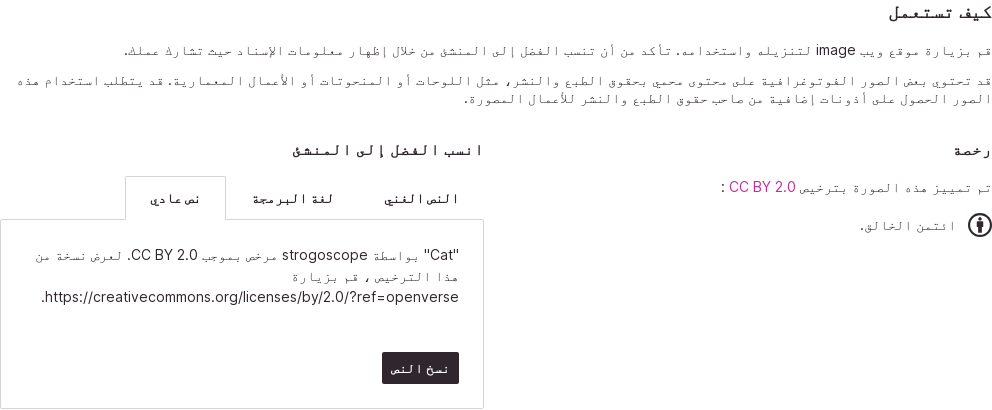 كيف تستعمل
قم بزيارة موقع ويب image لتنزيله واستخدامه. تأكد من أن تنسب الفضل إلى المنشئ من خلال إظهار معلومات الإسناد حيث تشارك عملك.
قد تحتوي بعض الصور الفوتوغرافية على محتوى محمي بحقوق الطبع والنشر، مثل اللوحات أو المنحوتات أو الأعمال المعمارية. قد يتطلب استخدام هذه
الصور الحصول على أذونات إضافية من صاحب حقوق الطبع والنشر للأعمال المصورة.
رخصة
تم تمييز هذه الصورة بترخيص CC BY 2.0 :
ائتمن الخالق.
انسب الفضل إلى المنشئ
النص الغني
لغة البرمجة
نص عادي
"Cat" بواسطة strogoscope مرخص بموجب CC BY 2.0. لعرض نسخة من
هذا الترخيص ، قم بزيارة
https://creativecommons.org/licenses/by/2.0/?ref=openverse.
نسخ النص